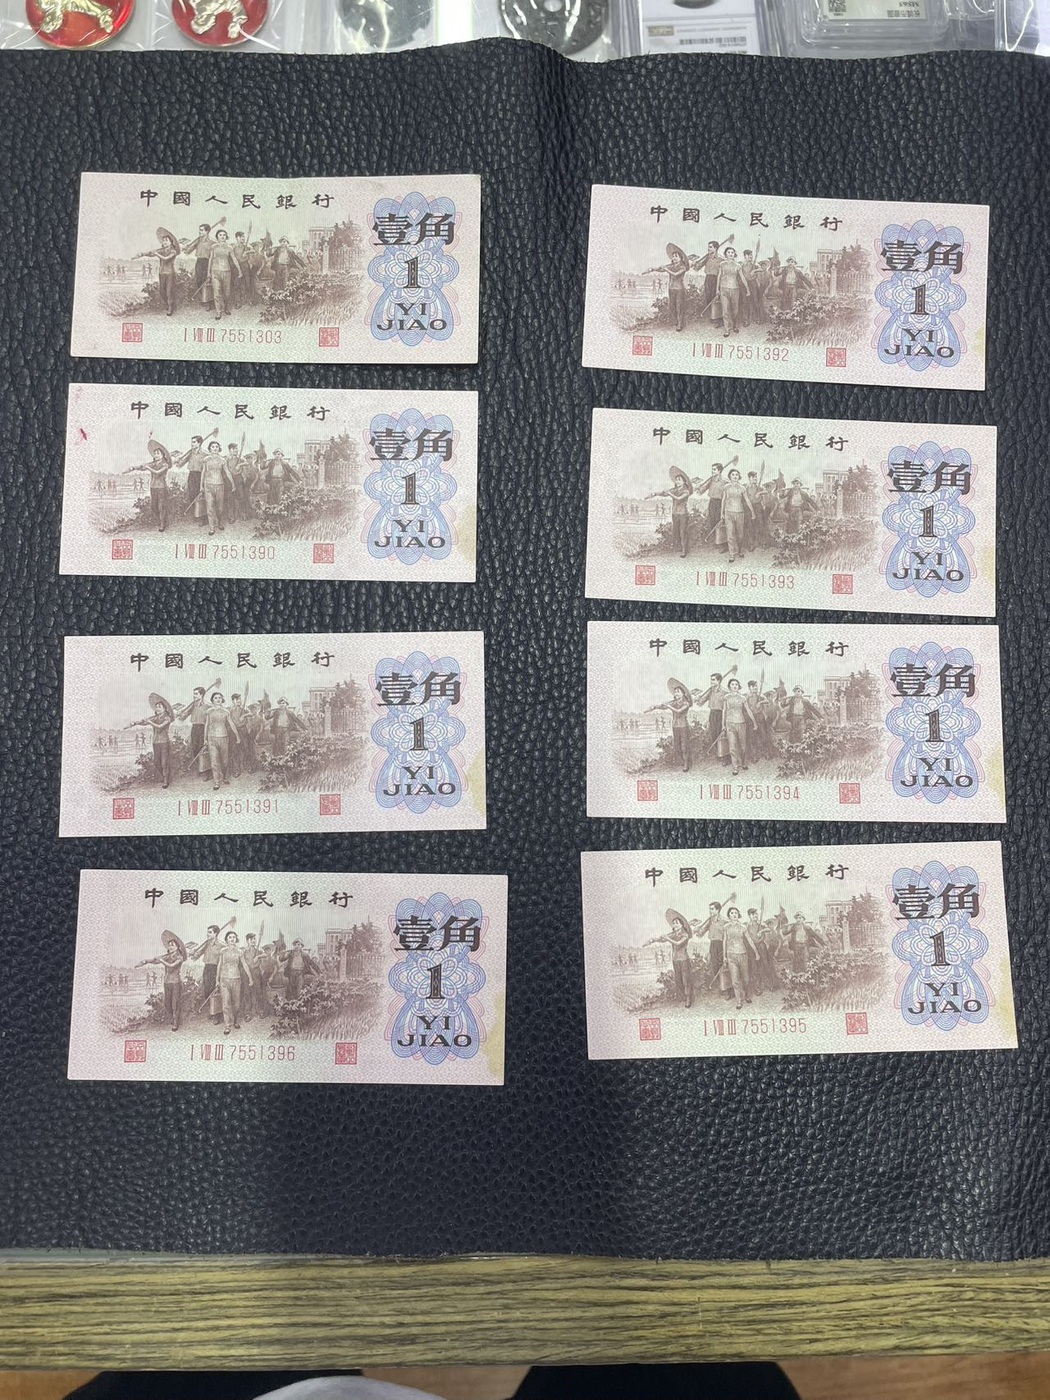 中國人民銀行
壹角
1
YI
JIAO
I VIII III 7551303
中國人民銀行
壹角
1
YI
JIAO
I VIII III 7551392
中國人民銀行
壹角
1
YI
JIAO
I VIII III 7551390
中國人民銀行
壹角
1
YI
JIAO
I VIII III 7551393
中國人民銀行
壹角
1
YI
JIAO
I VIII III 7551391
中國人民銀行
壹角
1
YI
JIAO
I VIII III 7551394
中國人民銀行
壹角
1
YI
JIAO
I VIII III 7551396
中國人民銀行
壹角
1
YI
JIAO
I VIII III 7551395